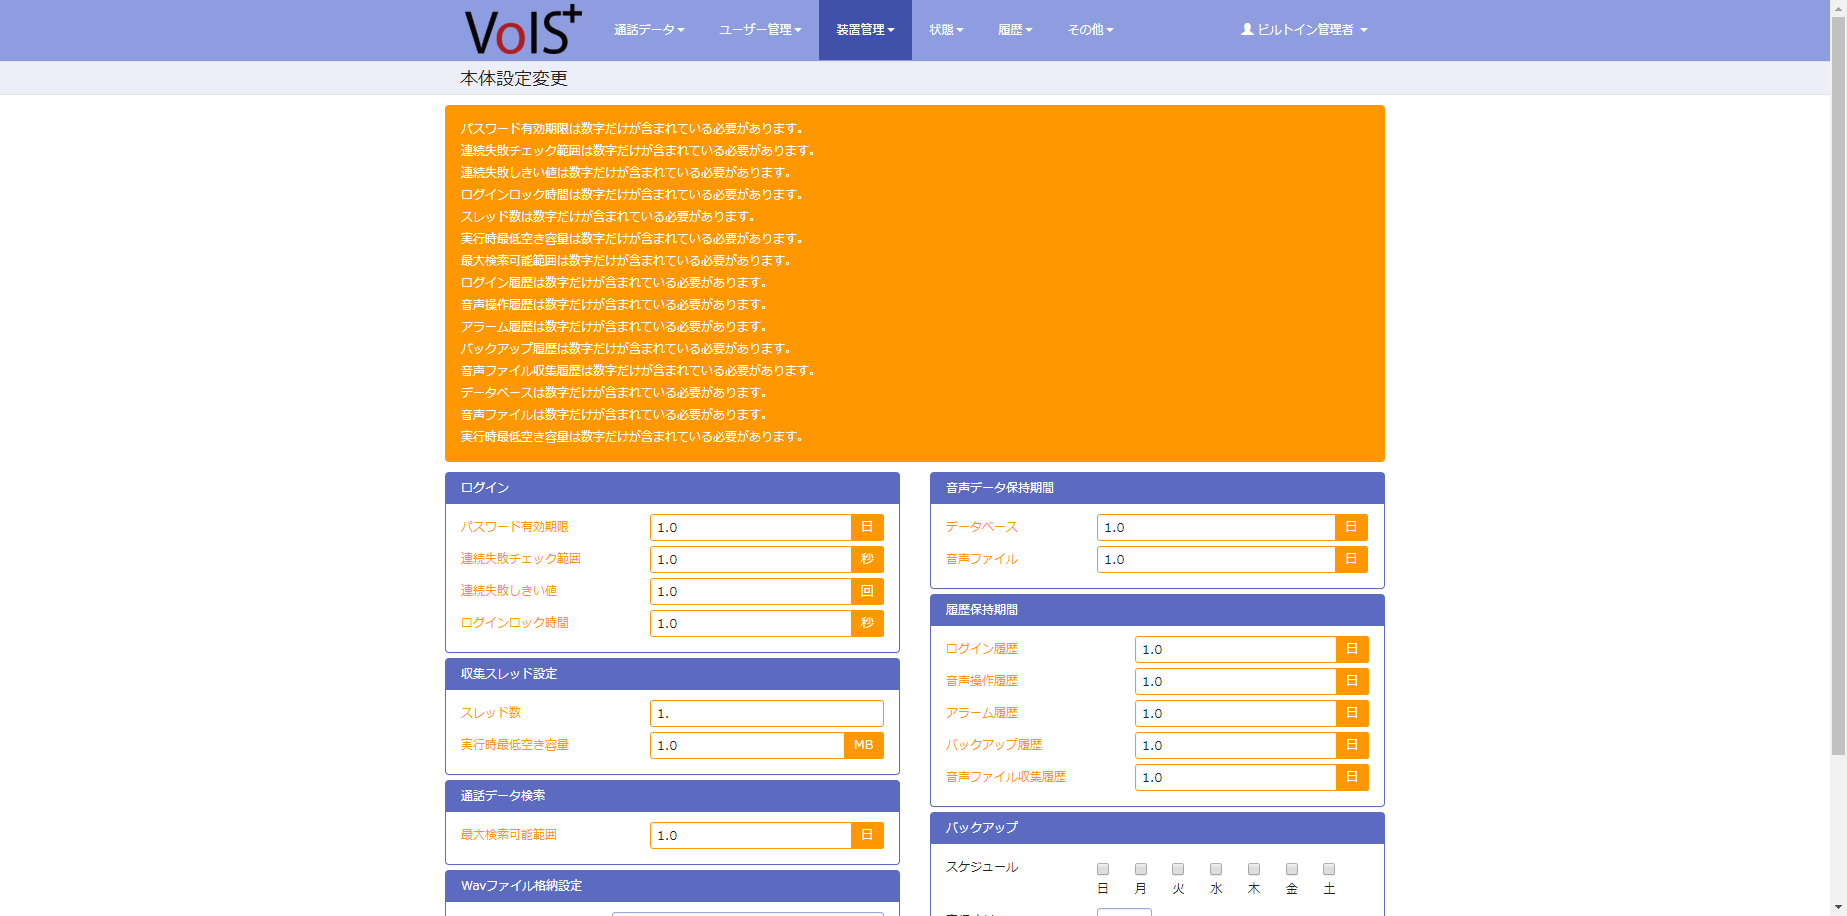 VoIS+
通話データ
ユーザー管理
装置管理
状態
履歴
その他
ビルトイン管理者
本体設定変更
パスワード有効期限は数字だけが含まれている必要があります。
連続失敗チェック範囲は数字だけが含まれている必要があります。
連続失敗しきい値は数字だけが含まれている必要があります。
ログインロック時間は数字だけが含まれている必要があります。
スレッド数は数字だけが含まれている必要があります。
実行時最低空き容量は数字だけが含まれている必要があります。
最大検索可能範囲は数字だけが含まれている必要があります。
ログイン履歴は数字だけが含まれている必要があります。
音声操作履歴は数字だけが含まれている必要があります。
アラーム履歴は数字だけが含まれている必要があります。
バックアップ履歴は数字だけが含まれている必要があります。
音声ファイル収集履歴は数字だけが含まれている必要があります。
データベースは数字だけが含まれている必要があります。
音声ファイルは数字だけが含まれている必要があります。
実行時最低空き容量は数字だけが含まれている必要があります。
ログイン
パスワード有効期限 1.0 日
連続失敗チェック範囲 1.0 秒
連続失敗しきい値 1.0 回
ログインロック時間 1.0 秒
収集スレッド設定
スレッド数 1.
実行時最低空き容量 1.0 MB
通話データ検索
最大検索可能範囲 1.0 日
Wavファイル格納設定
音声データ保持期間
データベース 1.0 日
音声ファイル 1.0 日
履歴保持期間
ログイン履歴 1.0 日
音声操作履歴 1.0 日
アラーム履歴 1.0 日
バックアップ履歴 1.0 日
音声ファイル収集履歴 1.0 日
バックアップ
スケジュール
日 月 火 水 木 金 土